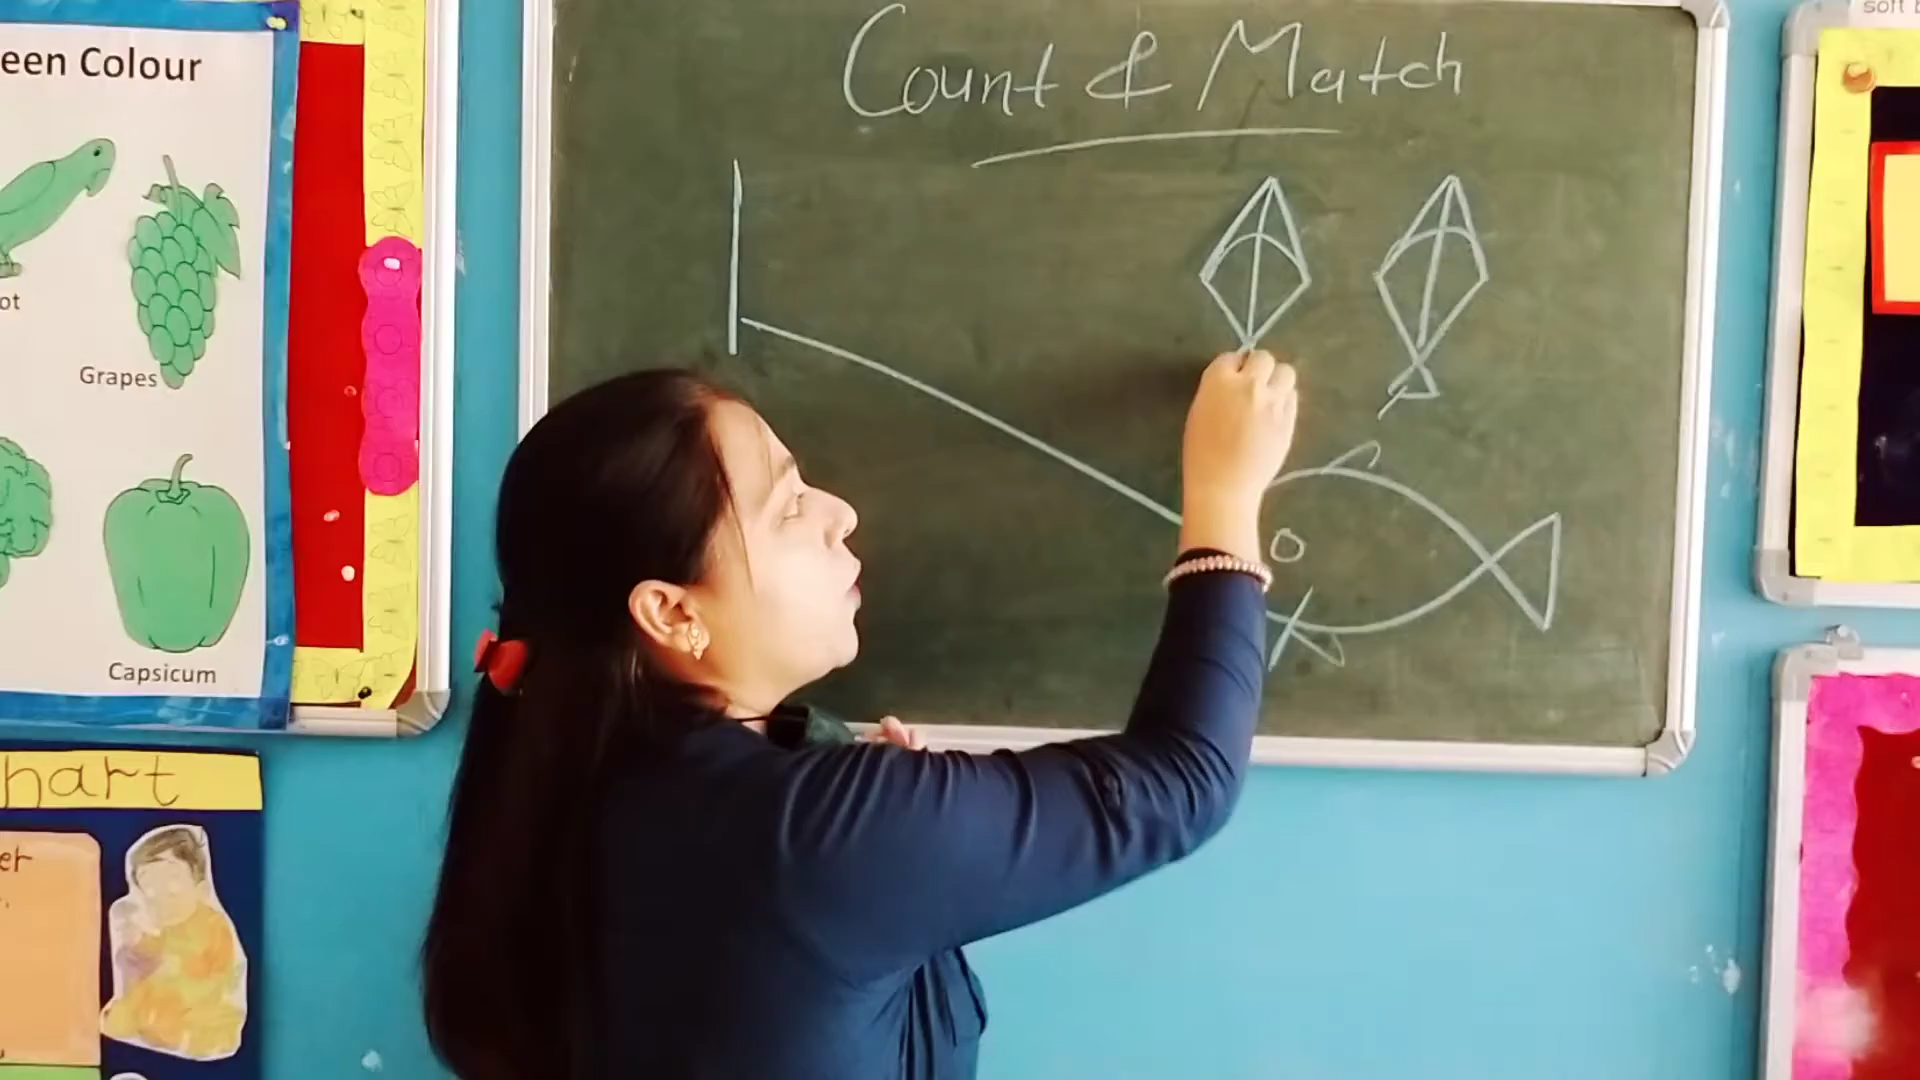 een Colour
ot
Grapes
Capsicum
hart
er
Count & Match
soft